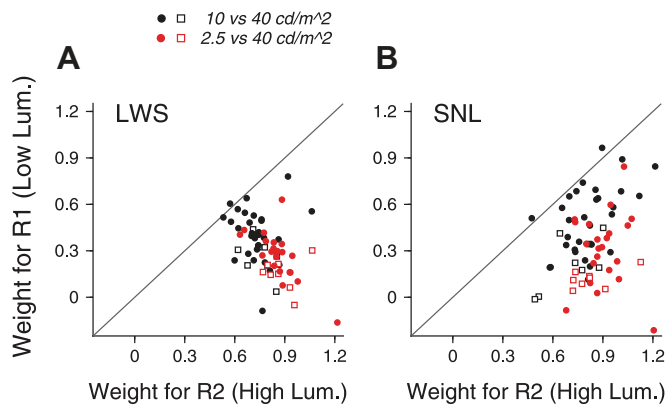 10 vs 40 cd/m^2
2.5 vs 40 cd/m^2
A
B
LWS
SNL
Weight for R1 (Low Lum.)
1.2
0.9
0.6
0.3
0
1.2
0.9
0.6
0.3
0
0
0.3
0.6
0.9
1.2
0
0.3
0.6
0.9
1.2
Weight for R2 (High Lum.)
Weight for R2 (High Lum.)